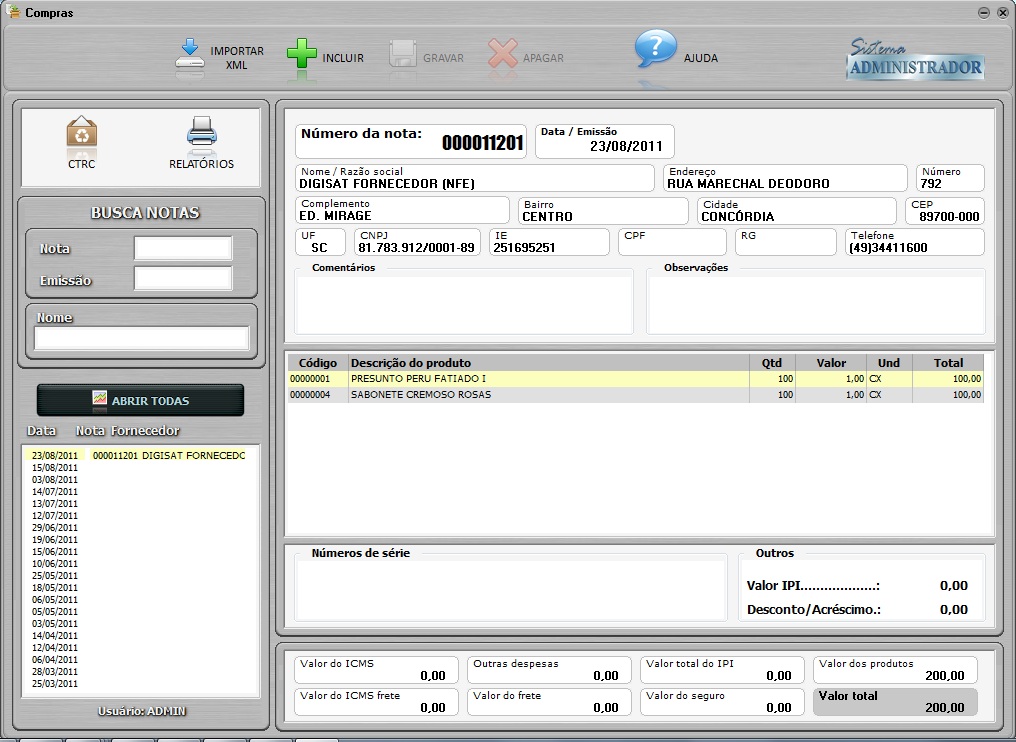 Compras
IMPORTAR XML
INCLUIR
GRAVAR
APAGAR
AJUDA
Sistema
ADMINISTRADOR
CTRC
RELATÓRIOS
BUSCA NOTAS
Nota
Emissão
Nome
ABRIR TODAS
Data Nota Fornecedor
23/08/2011 000011201 DIGISAT FORNECEDC
15/08/2011
03/08/2011
14/07/2011
13/07/2011
12/07/2011
29/06/2011
19/06/2011
15/06/2011
10/06/2011
25/05/2011
18/05/2011
06/05/2011
05/05/2011
03/05/2011
14/04/2011
12/04/2011
06/04/2011
28/03/2011
25/03/2011
Usuário: ADMIN
Número da nota: 000011201
Data / Emissão
23/08/2011
Nome / Razão social
DIGISAT FORNECEDOR (NFE)
Endereço
RUA MARECHAL DEODORO
Número
792
Complemento
ED. MIRAGE
Bairro
CENTRO
Cidade
CONCÓRDIA
CEP
89700-000
UF
SC
CNPJ
81.783.912/0001-89
IE
251695251
CPF
RG
Telefone
(49)34411600
Comentários
Observações
Código Descrição do produto Qtd Valor Und Total
00000001 PRESUNTO PERU FATIADO I 100 1,00 CX 100,00
00000004 SABONETE CREMOSO ROSAS 100 1,00 CX 100,00
Números de série
Outros
Valor IPI...................: 0,00
Desconto/Acréscimo.: 0,00
Valor do ICMS
0,00
Outras despesas
0,00
Valor total do IPI
0,00
Valor dos produtos
200,00
Valor do ICMS frete
0,00
Valor do frete
0,00
Valor do seguro
0,00
Valor total
200,00